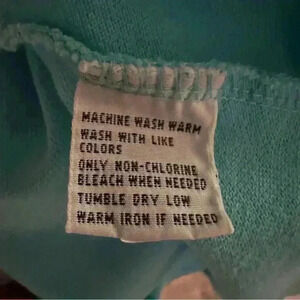 MACHINE WASH WARM
WASH WITH LIKE
COLORS
ONLY NON-CHLORINE
BLEACH WHEN NEEDED
TUMBLE DRY LOW
WARM IRON IF NEEDED